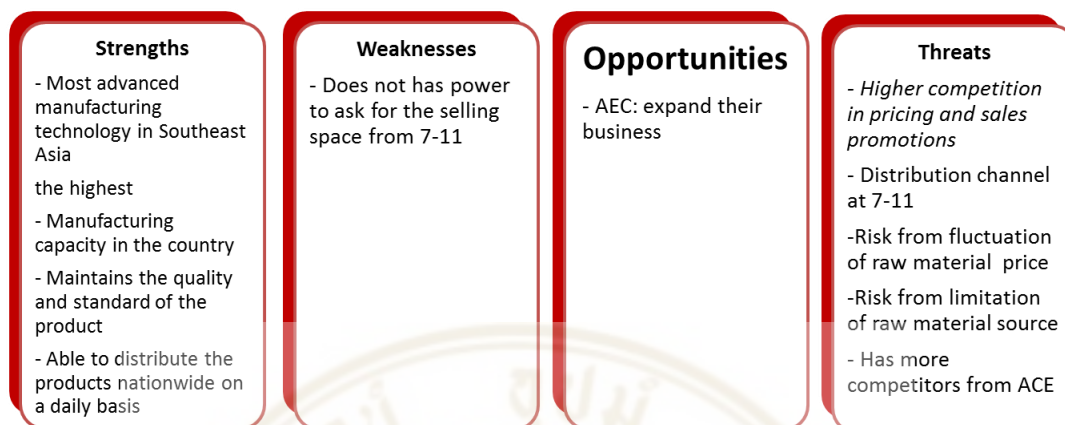 Strengths
- Most advanced
manufacturing
technology in Southeast
Asia
the highest
- Manufacturing
capacity in the country
- Maintains the quality
and standard of the
product
- Able to distribute the
products nationwide on
a daily basis
Weaknesses
- Does not has power
to ask for the selling
space from 7-11
Opportunities
- AEC: expand their
business
Threats
- Higher competition
in pricing and sales
promotions
- Distribution channel
at 7-11
-Risk from fluctuation
of raw material  price
-Risk from limitation
of raw material source
- Has more
competitors from ACE